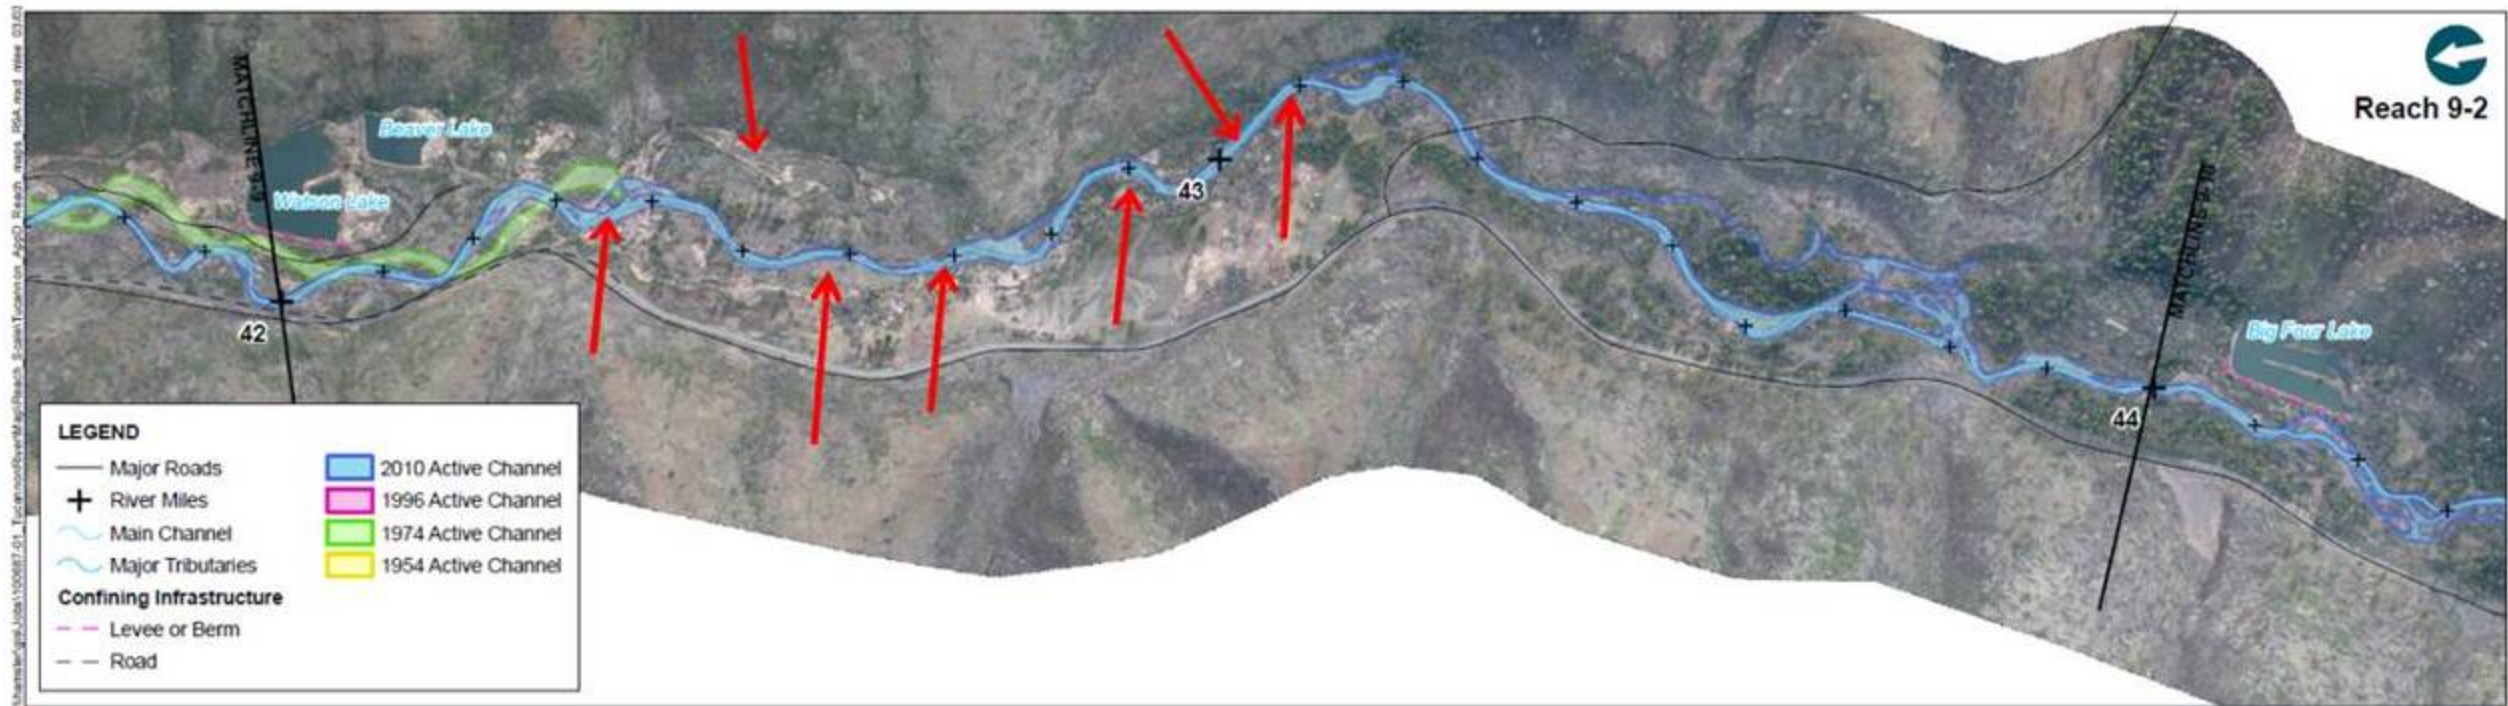 MATCHLINE 9-9
Beaver Lake
Watson Lake
42
43
Reach 9-2
Big Four Lake
44
LEGEND
Major Roads
River Miles
Main Channel
Major Tributaries
Confining Infrastructure
Levee or Berm
Road
2010 Active Channel
1996 Active Channel
1974 Active Channel
1954 Active Channel